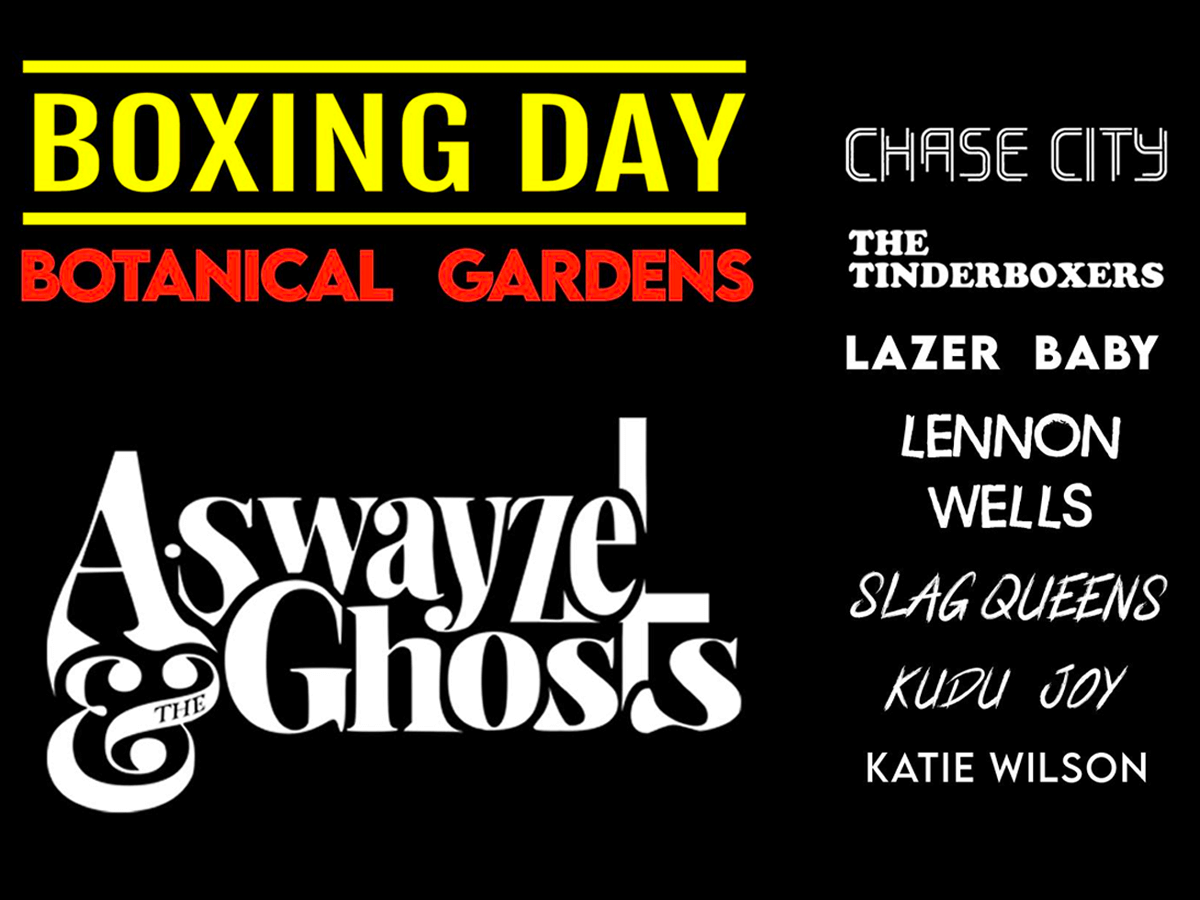 BOXING DAY
BOTANICAL GARDENS
A.Swayze
& THE Ghosts
CHASE CITY
THE
TINDERBOXERS
LAZER BABY
LENNON
WELLS
SLAG QUEENS
KUDU JOY
KATIE WILSON